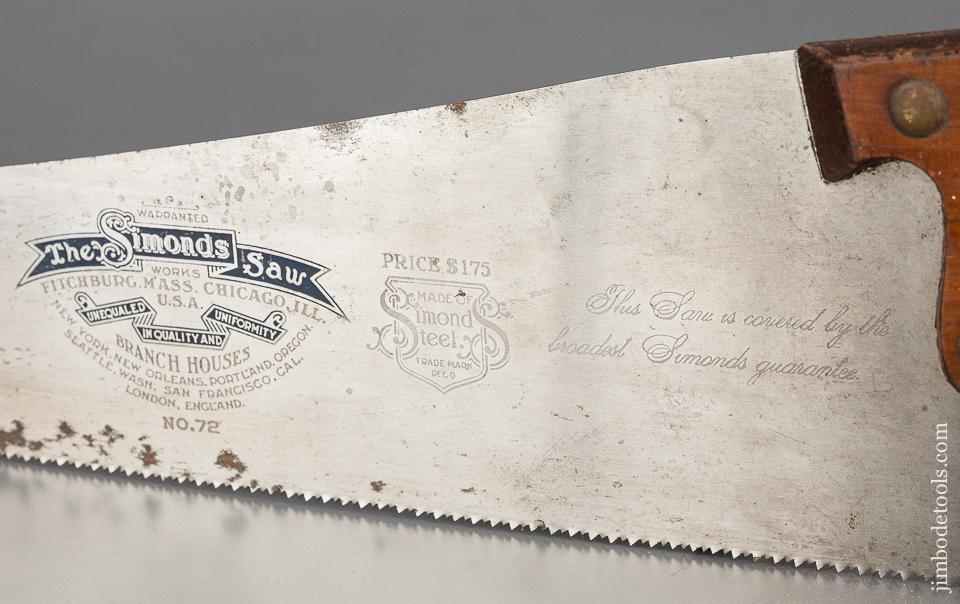 WARRANTED
The Simonds Saw
WORKS
FITCHBURG, MASS. CHICAGO, ILL.
U.S.A.
UNEQUALED IN QUALITY AND UNIFORMITY
BRANCH HOUSES
NEW YORK, NEW ORLEANS, PORTLAND, OREGON.
SEATTLE, WASH. SAN FRANCISCO, CAL.
LONDON, ENGLAND.
NO. 72
PRICE $175
MADE OF
Simonds
Steel.
TRADE MARK
REG'D
This Saw is covered by the
broadest Simonds guarantee.
jimbodetools.com